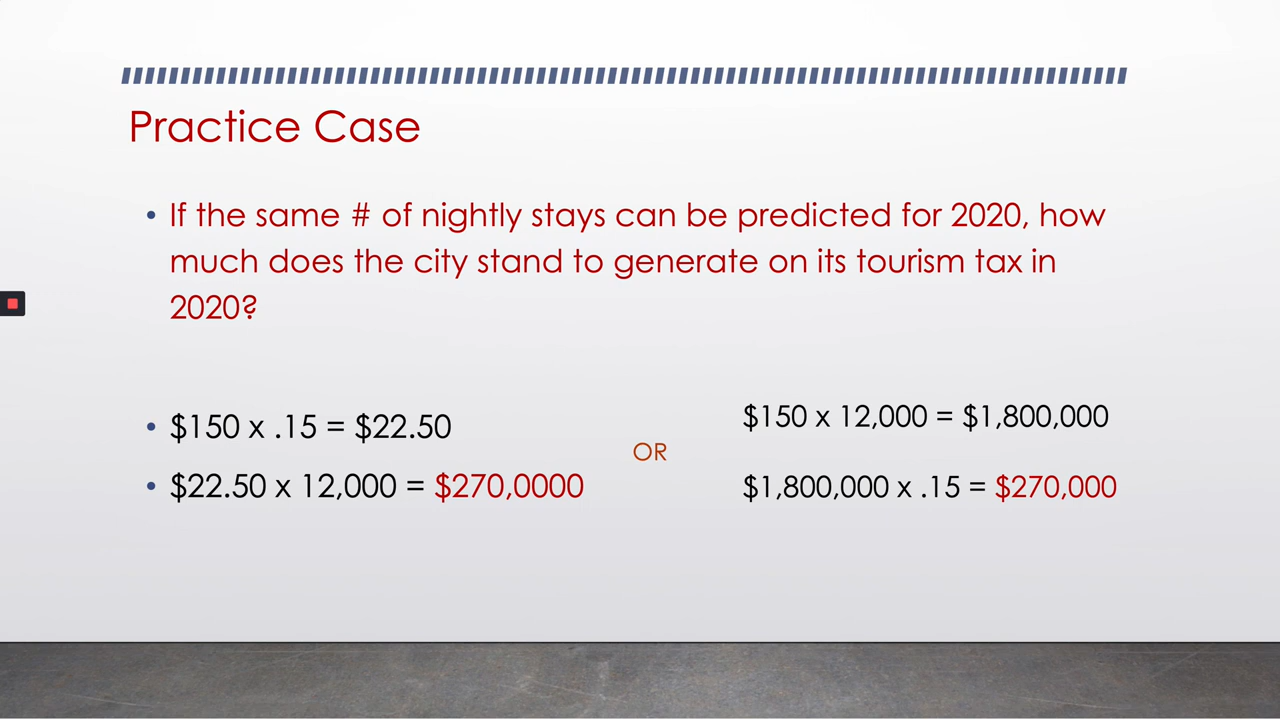 Practice Case
• If the same # of nightly stays can be predicted for 2020, how
much does the city stand to generate on its tourism tax in
2020?
• $150 x .15 = $22.50
• $22.50 x 12,000 = $270,0000
OR
$150 x 12,000 = $1,800,000
$1,800,000 x .15 = $270,000